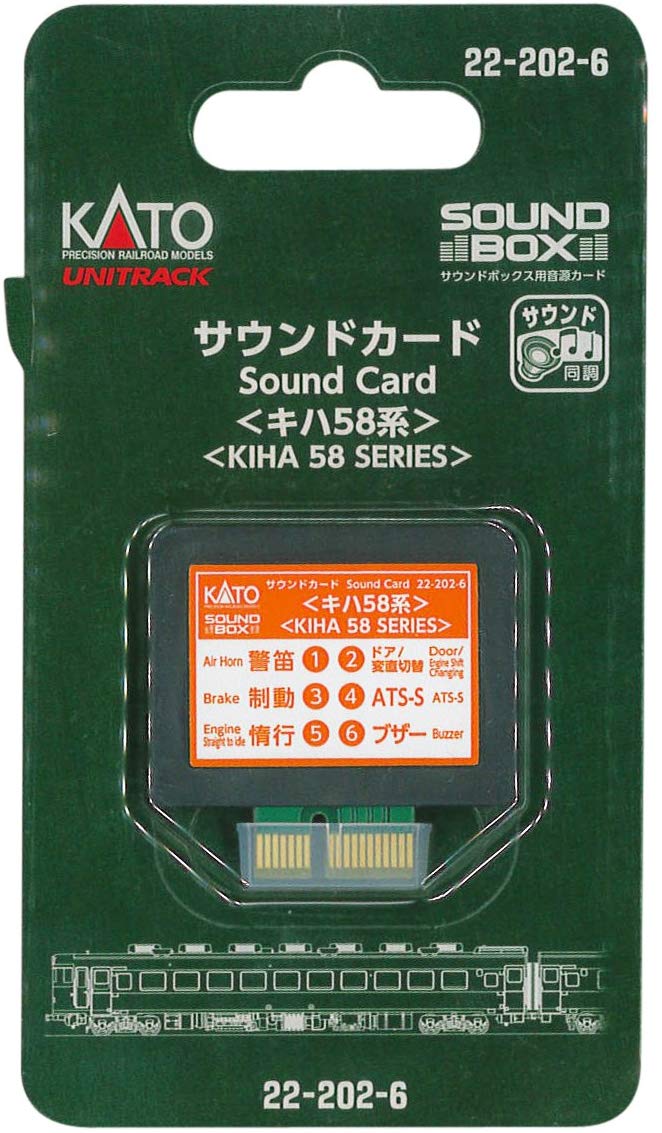 22-202-6
KATO
PRECISION RAILROAD MODELS
UNITRACK
SOUND
BOX
サウンドボックス用音源カード
サウンド
同調
サウンドカード
Sound Card
＜キハ58系＞
＜KIHA 58 SERIES＞
KATO
PRECISION RAILROAD MODELS
サウンドカード Sound Card 22-202-6
＜キハ58系＞
SOUND
BOX
＜KIHA 58 SERIES＞
Air Horn 警笛 1 2 ドア/変直切替 Door/Engine Shift Changing
Brake 制動 3 4 ATS-S ATS-S
Engine Straight to idle 惰行 5 6 ブザー Buzzer
22-202-6